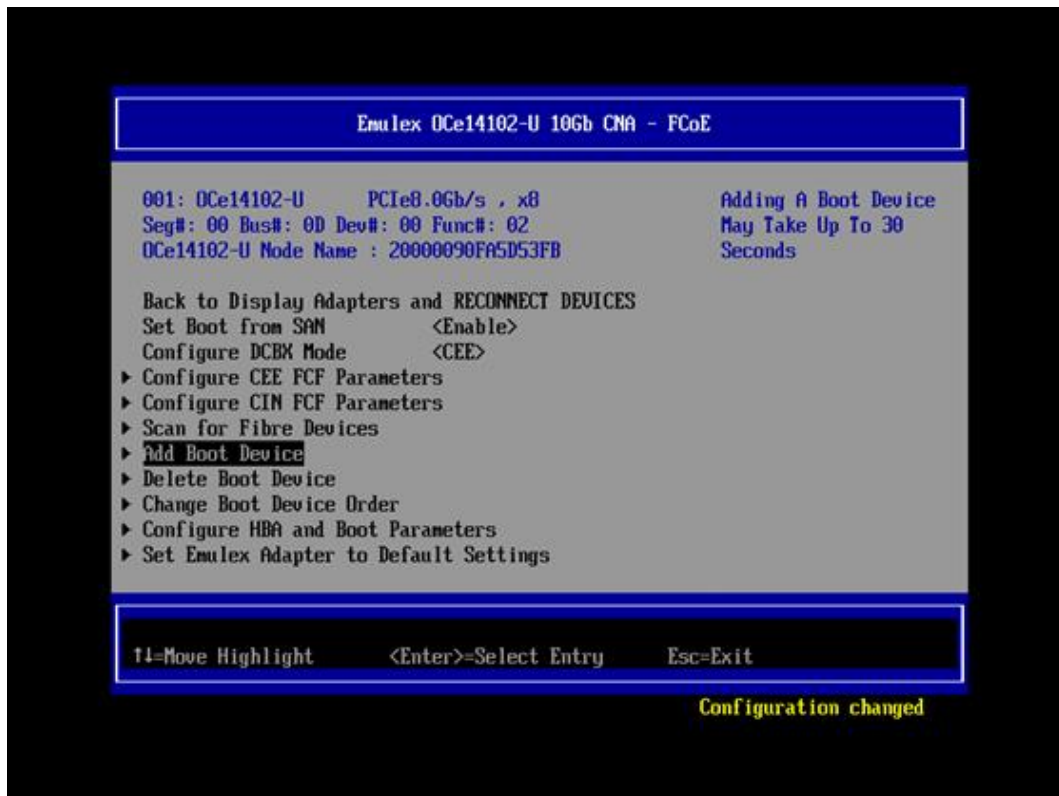 Emulex OCe14102-U 10Gb CNA - FCoE
001: OCe14102-U PCIe8.0Gb/s , x8
Seg#: 00 Bus#: 0D Dev#: 00 Func#: 02
OCe14102-U Node Name : 20000090FA5D53FB
Adding A Boot Device
May Take Up To 30
Seconds
Back to Display Adapters and RECONNECT DEVICES
Set Boot from SAN <Enable>
Configure DCBX Mode <CEE>
Configure CEE FCF Parameters
Configure CIN FCF Parameters
Scan for Fibre Devices
Add Boot Device
Delete Boot Device
Change Boot Device Order
Configure HBA and Boot Parameters
Set Emulex Adapter to Default Settings
↑↓=Move Highlight <Enter>=Select Entry Esc=Exit
Configuration changed